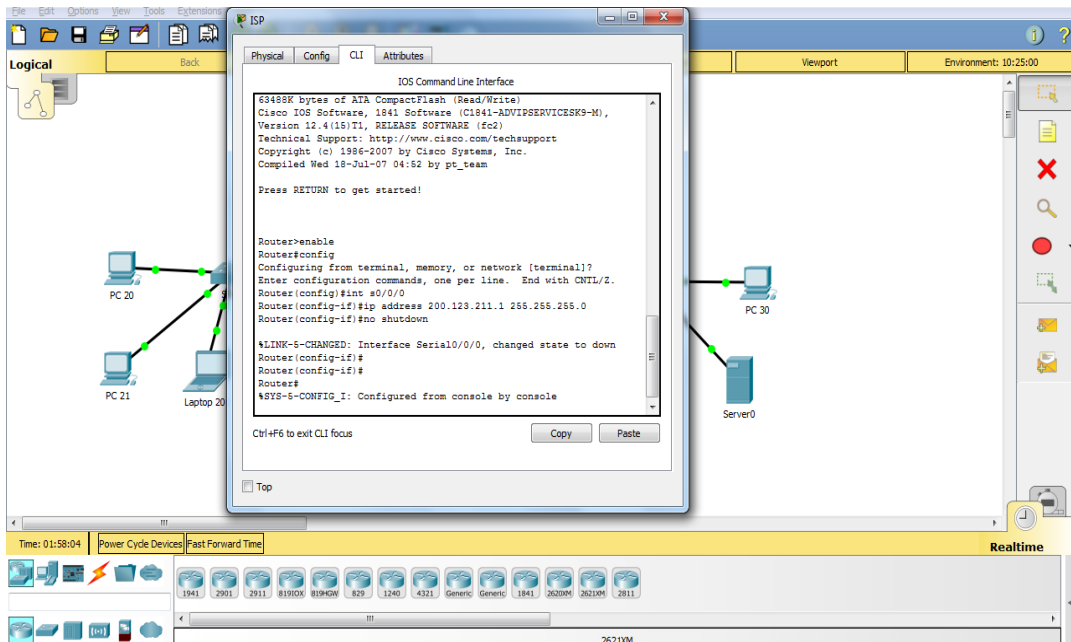 File Edit Options View Tools Extensions
ISP
Logical
Back
Viewport
Environment: 10:25:00
Physical
Config
CLI
Attributes
IOS Command Line Interface
63488K bytes of ATA CompactFlash (Read/Write)
Cisco IOS Software, 1841 Software (C1841-ADVIPSERVICESK9-M),
Version 12.4(15)T1, RELEASE SOFTWARE (fc2)
Technical Support: http://www.cisco.com/techsupport
Copyright (c) 1986-2007 by Cisco Systems, Inc.
Compiled Wed 18-Jul-07 04:52 by pt_team
Press RETURN to get started!
Router>enable
Router#config
Configuring from terminal, memory, or network [terminal]?
Enter configuration commands, one per line. End with CNTL/Z.
Router(config)#int s0/0/0
Router(config-if)#ip address 200.123.211.1 255.255.255.0
Router(config-if)#no shutdown
%LINK-5-CHANGED: Interface Serial0/0/0, changed state to down
Router(config-if)#
Router(config-if)#
Router#
%SYS-5-CONFIG_I: Configured from console by console
PC 20
PC 21
Laptop 20
PC 30
Server0
Ctrl+F6 to exit CLI focus
Copy
Paste
Top
Time: 01:58:04
Power Cycle Devices
Fast Forward Time
Realtime
1941 2901 2911 819IOX 819HGW 829 1240 4321 Generic Generic 1841 2620XM 2621XM 2811
2621XM